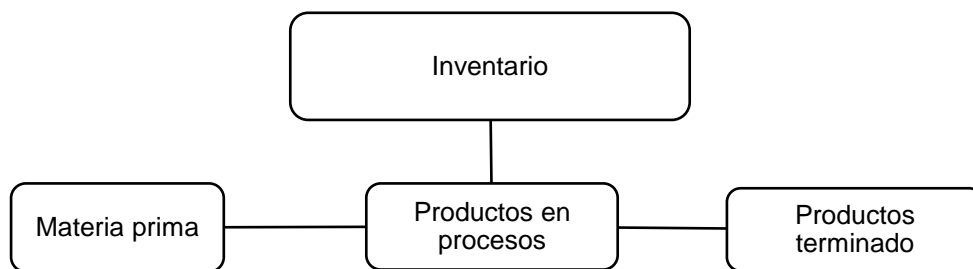 Inventario
Materia prima
Productos en
procesos
Productos
terminado